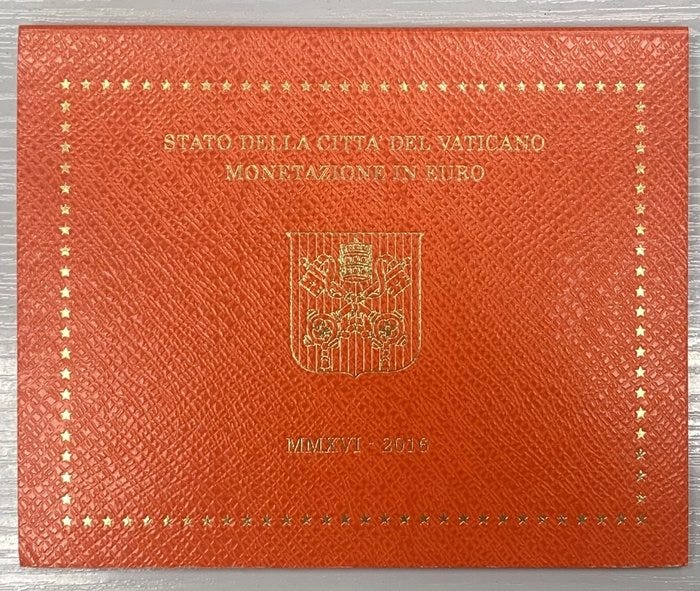 STATO DELLA CITTA' DEL VATICANO
MONETAZIONE IN EURO
MMXVI - 2016